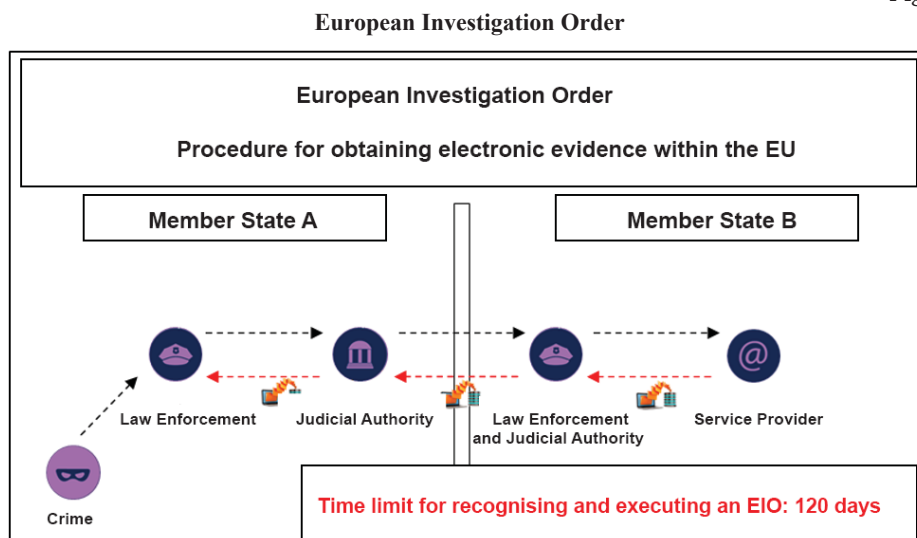 European Investigation Order
European Investigation Order
Procedure for obtaining electronic evidence within the EU
Member State A
Member State B
@
Law Enforcement
Judicial Authority
Law Enforcement
and Judicial Authority
Service Provider
Crime
Time limit for recognising and executing an EIO: 120 days